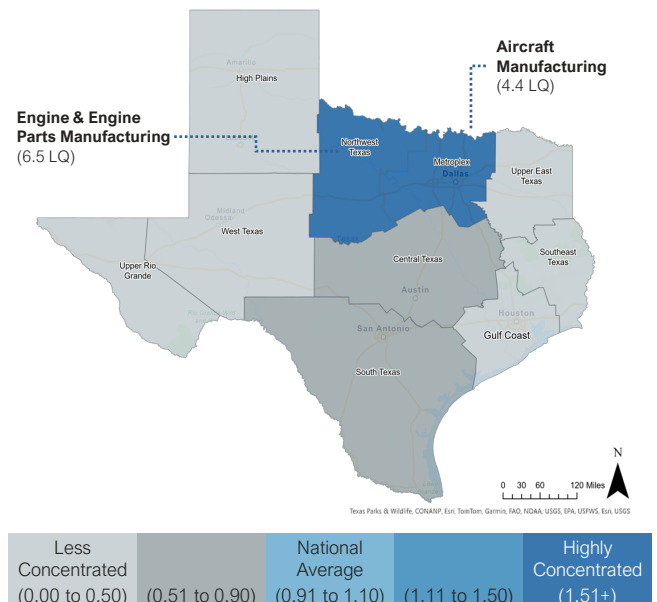 Aircraft
Manufacturing
(4.4 LQ)
Amarillo
High Plains
Engine & Engine
Parts Manufacturing
(6.5 LQ)
Northwest
Texas
Metroplex
Dallas
Upper East
Texas
Midland
Odessa
West Texas
Southeast
Texas
Central Texas
Upper Rio
Grande
Austin
Houston
Gulf Coast
San Antonio
South Texas
N
0 30 60 120 Miles
Texas Parks & Wildlife, CONANP, Esri, TomTom, Garmin, FAO, NOAA, USGS, EPA, USFWS, Esri, USGS
Less
Concentrated
(0.00 to 0.50)
(0.51 to 0.90)
National
Average
(0.91 to 1.10)
(1.11 to 1.50)
Highly
Concentrated
(1.51+)